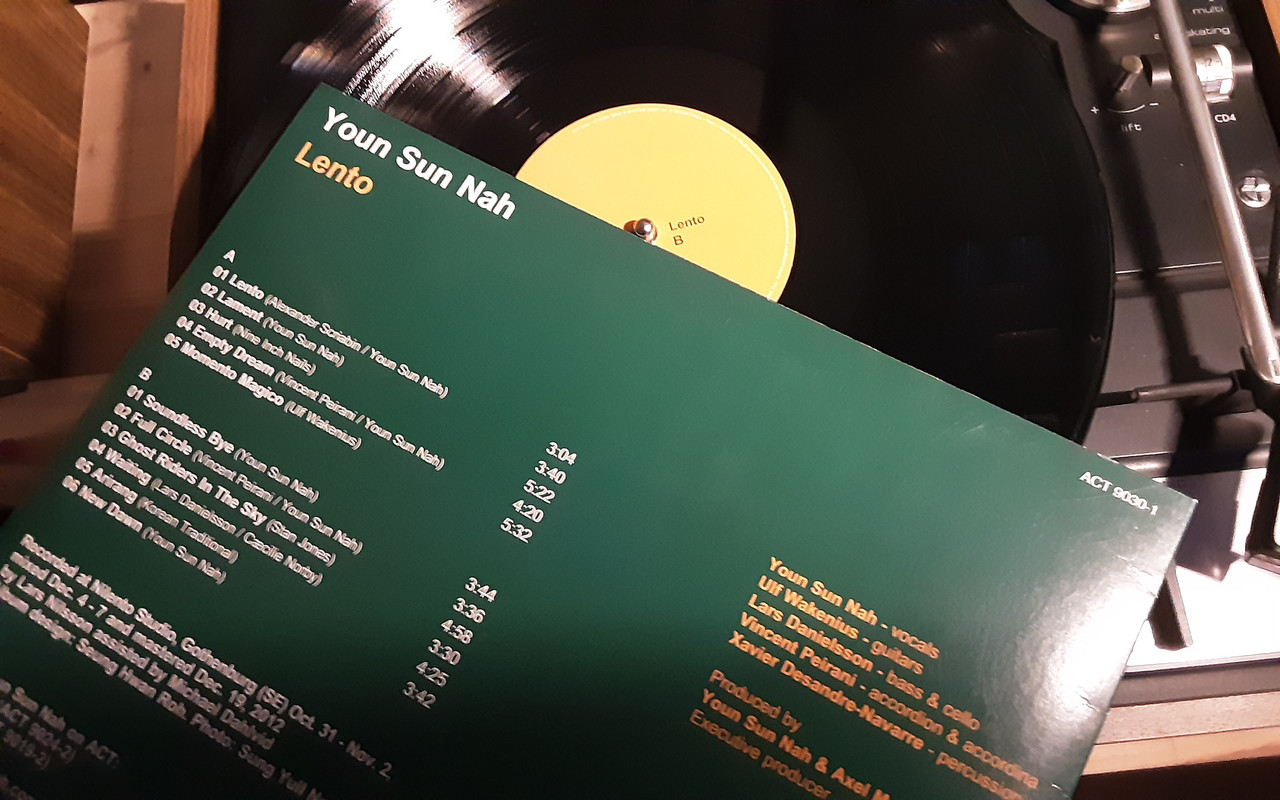 Youn Sun Nah
Lento
A
01 Lento (Alexander Scriabin / Youn Sun Nah) 3:04
02 Lament (Youn Sun Nah) 3:40
03 Hurt (Nine Inch Nails) 5:22
04 Empty Dream (Vincent Peirani / Youn Sun Nah) 4:20
05 Momento Magico (Ulf Wakenius) 5:32
B
01 Soundless Bye (Youn Sun Nah) 3:44
02 Full Circle (Vincent Peirani / Youn Sun Nah) 3:36
03 Ghost Riders In The Sky (Stan Jones) 4:58
04 Waiting (Lars Danielsson / Cæcilie Norby) 3:30
05 Arirang (Korean Traditional) 4:25
06 New Dawn (Youn Sun Nah) 3:42
Recorded at Nilento Studio, Gothenburg (SE) Oct. 31 - Nov. 2,
mixed Dec. 4 - 7 and mastered Dec. 19, 2012
by Lars Nilsson assisted by Michael Dahlvid
design: Seung Hwan Roh. Photo: Sung Yull
Sun Nah on ACT:
ACT 9030-1
Youn Sun Nah - vocals
Ulf Wakenius - guitars
Lars Danielsson - bass & cello
Vincent Peirani - accordion & accordina
Xavier Desandre-Navarre - percussion
Produced by
Youn Sun Nah & Axel
Executive producer
Lento
B
multi
skating
+ -
lift
CD4